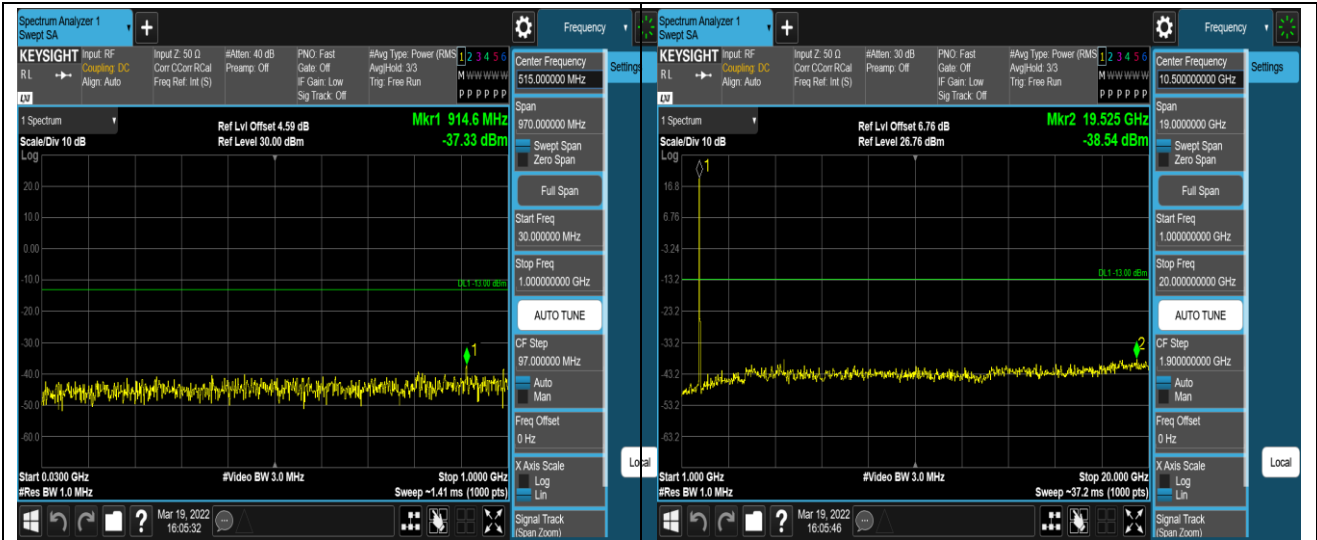 Spectrum Analyzer 1
Swept SA
+
Frequency
KEYSIGHT
Input: RF
Coupling: DC
Align: Auto
Input Z: 50 Ω
Corr CCorr RCal
Freq Ref: Int (S)
#Atten: 40 dB
Preamp: Off
PNO: Fast
Gate: Off
IF Gain: Low
Sig Track: Off
#Avg Type: Power (RMS
Avg|Hold: 3/3
Trig: Free Run
1 2 3 4 5 6
M W W W W W
P P P P P P
RL
LXI
1 Spectrum
Scale/Div 10 dB
Log
Ref Lvl Offset 4.59 dB
Ref Level 30.00 dBm
Mkr1 914.6 MHz
-37.33 dBm
20.0
10.0
0.00
-10.0
DL1 -13.00 dBm
-20.0
-30.0
1
-40.0
-50.0
-60.0
Start 0.0300 GHz
#Res BW 1.0 MHz
#Video BW 3.0 MHz
Stop 1.0000 GHz
Sweep ~1.41 ms (1000 pts)
Mar 19, 2022
16:05:32
?
Center Frequency
515.000000 MHz
Settings
Span
970.000000 MHz
Swept Span
Zero Span
Full Span
Start Freq
30.000000 MHz
Stop Freq
1.000000000 GHz
AUTO TUNE
CF Step
97.000000 MHz
Auto
Man
Freq Offset
0 Hz
X Axis Scale
Log
Lin
Local
Signal Track
(Span Zoom)
Spectrum Analyzer 1
Swept SA
+
Frequency
KEYSIGHT
Input: RF
Coupling: DC
Align: Auto
Input Z: 50 Ω
Corr CCorr RCal
Freq Ref: Int (S)
#Atten: 30 dB
Preamp: Off
PNO: Fast
Gate: Off
IF Gain: Low
Sig Track: Off
#Avg Type: Power (RMS
Avg|Hold: 3/3
Trig: Free Run
1 2 3 4 5 6
M W W W W W
P P P P P P
RL
LXI
1 Spectrum
Scale/Div 10 dB
Log
Ref Lvl Offset 6.76 dB
Ref Level 26.76 dBm
Mkr2 19.525 GHz
-38.54 dBm
1
16.8
6.76
-3.24
-13.2
DL1 -13.00 dBm
-23.2
-33.2
2
-43.2
-53.2
-63.2
Start 1.000 GHz
#Res BW 1.0 MHz
#Video BW 3.0 MHz
Stop 20.000 GHz
Sweep ~37.2 ms (1000 pts)
Mar 19, 2022
16:05:46
?
Center Frequency
10.500000000 GHz
Settings
Span
19.0000000 GHz
Swept Span
Zero Span
Full Span
Start Freq
1.000000000 GHz
Stop Freq
20.000000000 GHz
AUTO TUNE
CF Step
1.900000000 GHz
Auto
Man
Freq Offset
0 Hz
X Axis Scale
Log
Lin
Local
Signal Track
(Span Zoom)